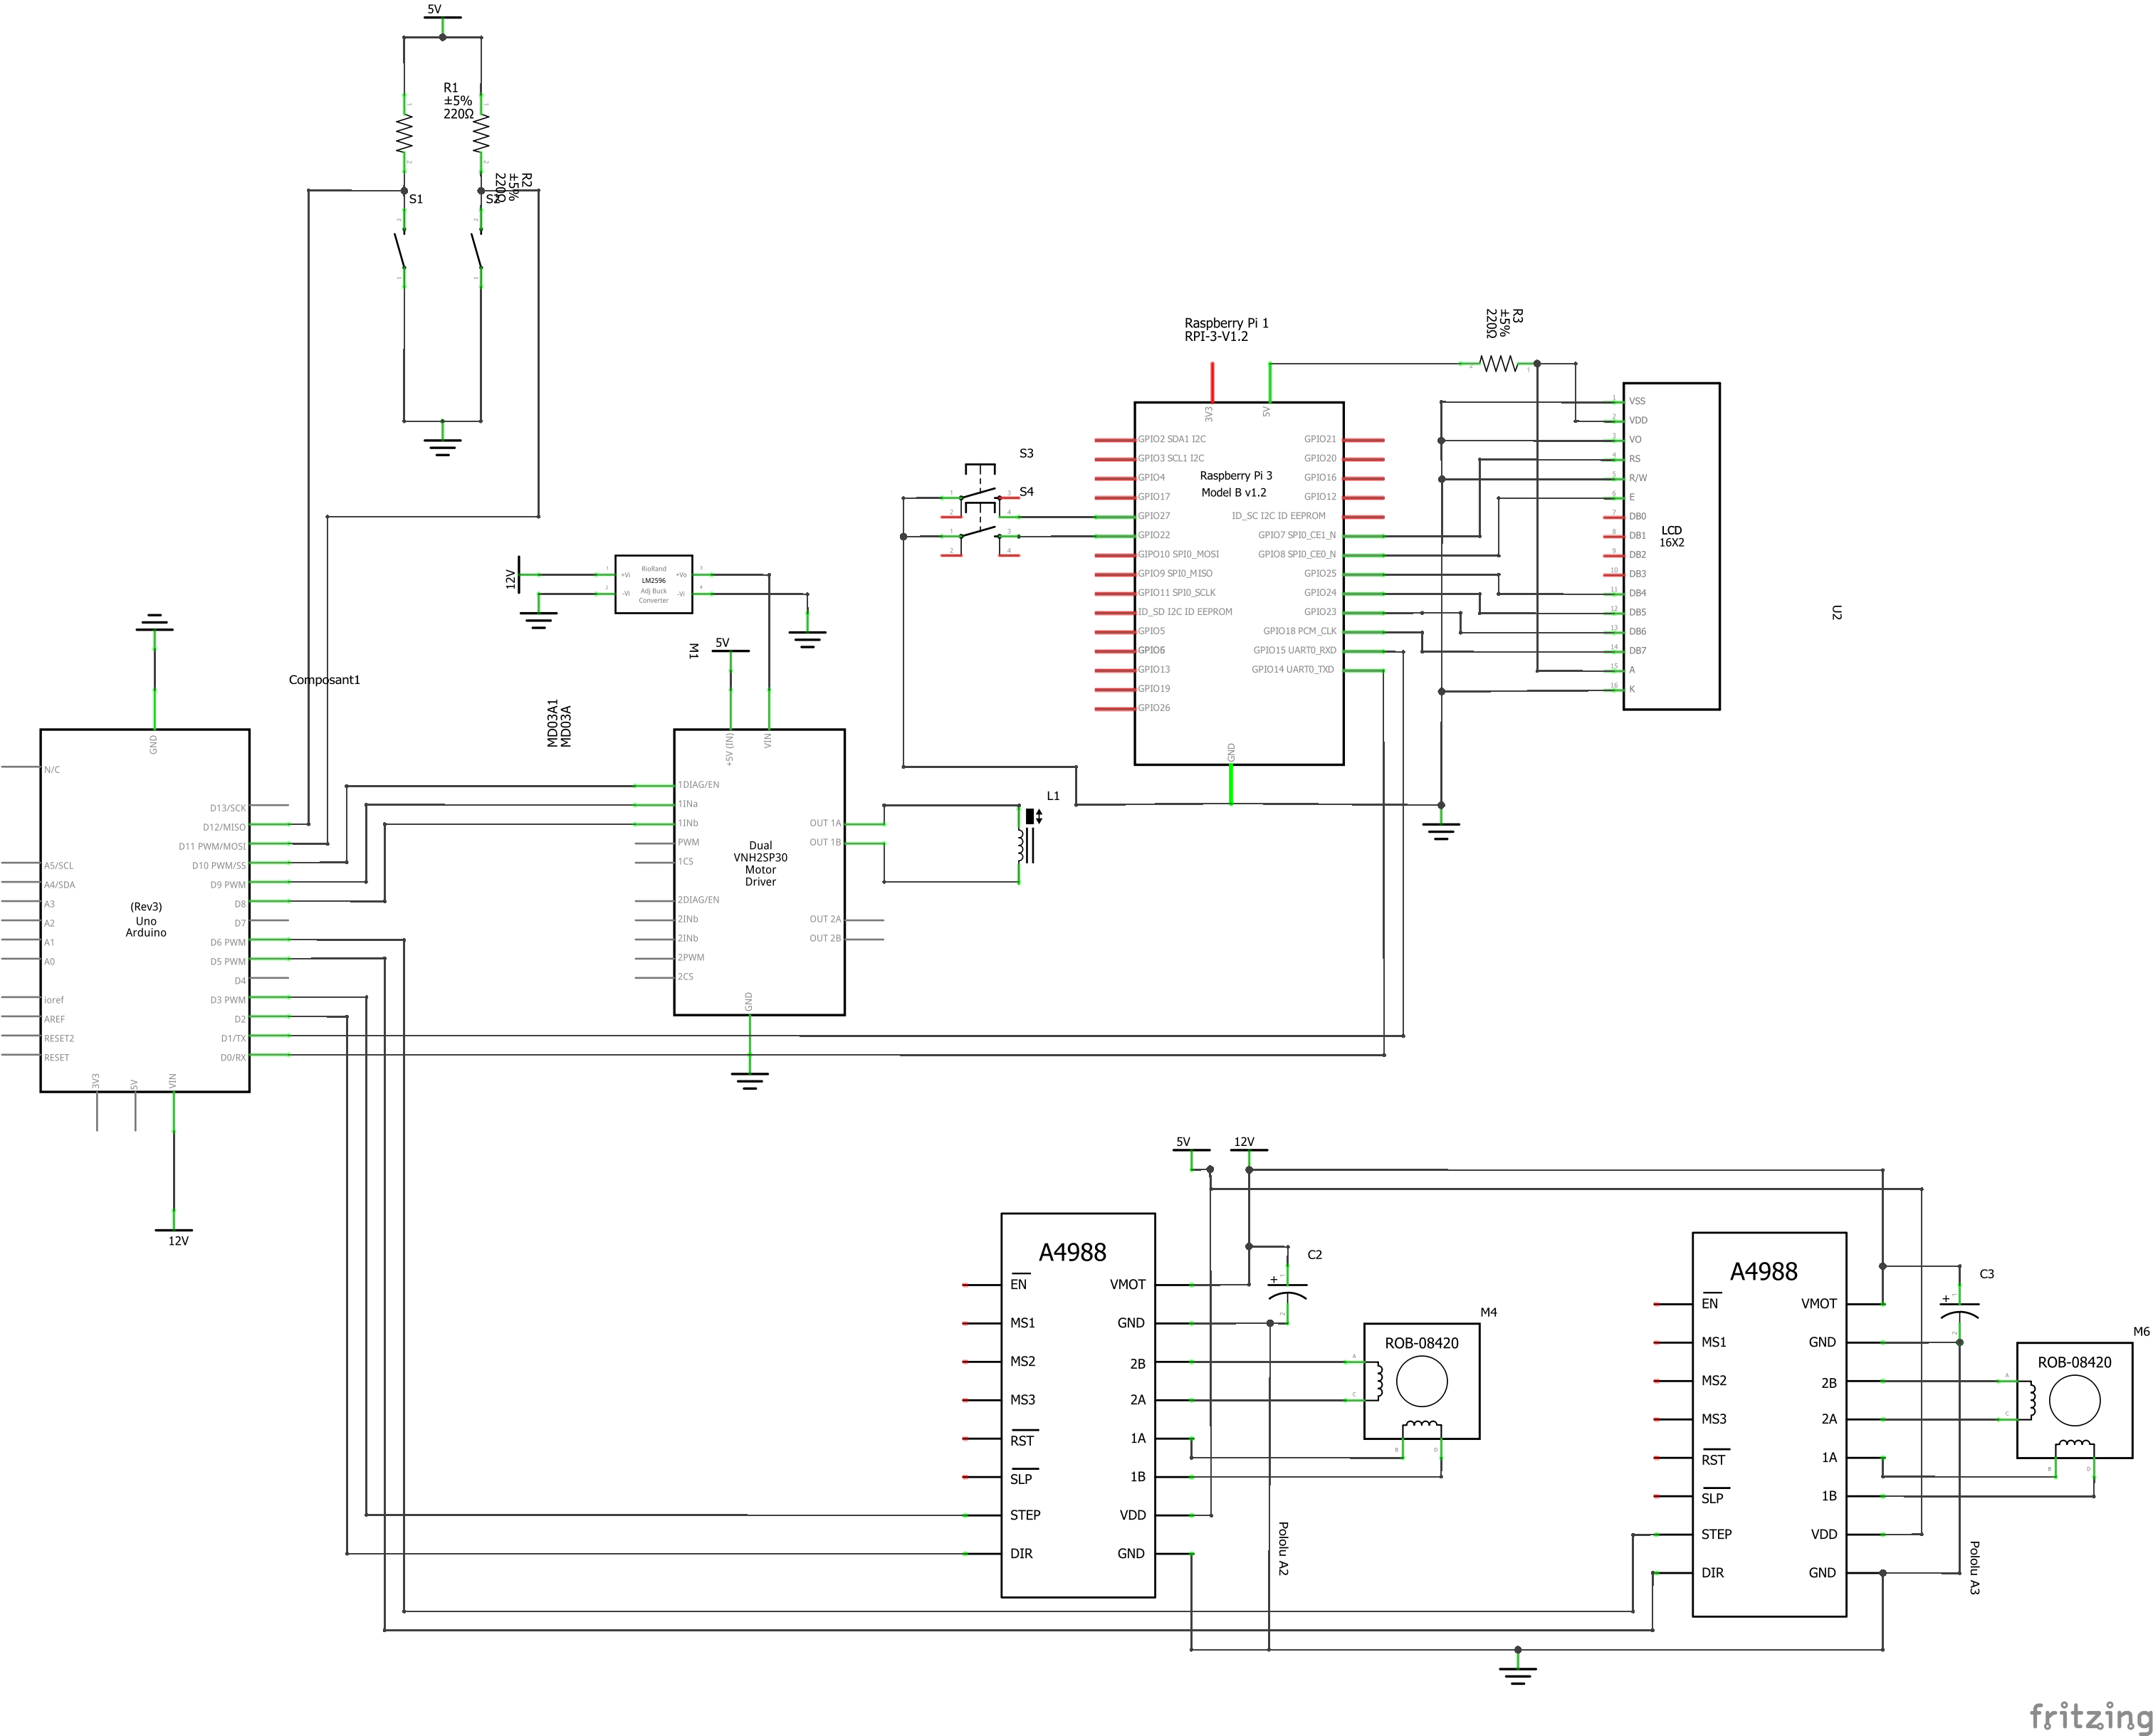 5V
R1
±5%
220Ω
R2
±5%
220Ω
S1
S2
Raspberry Pi 1
RPI-3-V1.2
R3
±5%
220Ω
3V3
5V
GPIO2 SDA1 I2C
GPIO3 SCL1 I2C
GPIO4
GPIO17
GPIO27
GPIO22
GIPO10 SPI0_MOSI
GPIO9 SPI0_MISO
GPIO11 SPI0_SCLK
ID_SD I2C ID EEPROM
GPIO5
GPIO6
GPIO13
GPIO19
GPIO26
Raspberry Pi 3
Model B v1.2
GPIO21
GPIO20
GPIO16
GPIO12
ID_SC I2C ID EEPROM
GPIO7 SPI0_CE1_N
GPIO8 SPI0_CE0_N
GPIO25
GPIO24
GPIO23
GPIO18 PCM_CLK
GPIO15 UART0_RXD
GPIO14 UART0_TXD
GND
S3
S4
VSS
VDD
VO
RS
R/W
E
DB0
DB1
DB2
DB3
DB4
DB5
DB6
DB7
A
K
LCD
16X2
U2
12V
+Vi
-Vi
RioRand
LM2596
Adj Buck
Converter
+Vo
-Vi
M1
5V
Composant1
MD03A1
MD03A
+5V (IN)
VIN
1DIAG/EN
1INa
1INb
PWM
1CS
2DIAG/EN
2INb
2INb
2PWM
2CS
Dual
VNH2SP30
Motor
Driver
OUT 1A
OUT 1B
OUT 2A
OUT 2B
GND
L1
GND
N/C
A5/SCL
A4/SDA
A3
A2
A1
A0
ioref
AREF
RESET2
RESET
(Rev3)
Uno
Arduino
D13/SCK
D12/MISO
D11 PWM/MOSI
D10 PWM/SS
D9 PWM
D8
D7
D6 PWM
D5 PWM
D4
D3 PWM
D2
D1/TX
D0/RX
3V3
5V
VIN
12V
5V
12V
A4988
EN
MS1
MS2
MS3
RST
SLP
STEP
DIR
VMOT
GND
2B
2A
1A
1B
VDD
GND
C2
M4
ROB-08420
A
C
B
D
Pololu A2
A4988
EN
MS1
MS2
MS3
RST
SLP
STEP
DIR
VMOT
GND
2B
2A
1A
1B
VDD
GND
C3
M6
ROB-08420
A
C
B
D
Pololu A3
fritzing